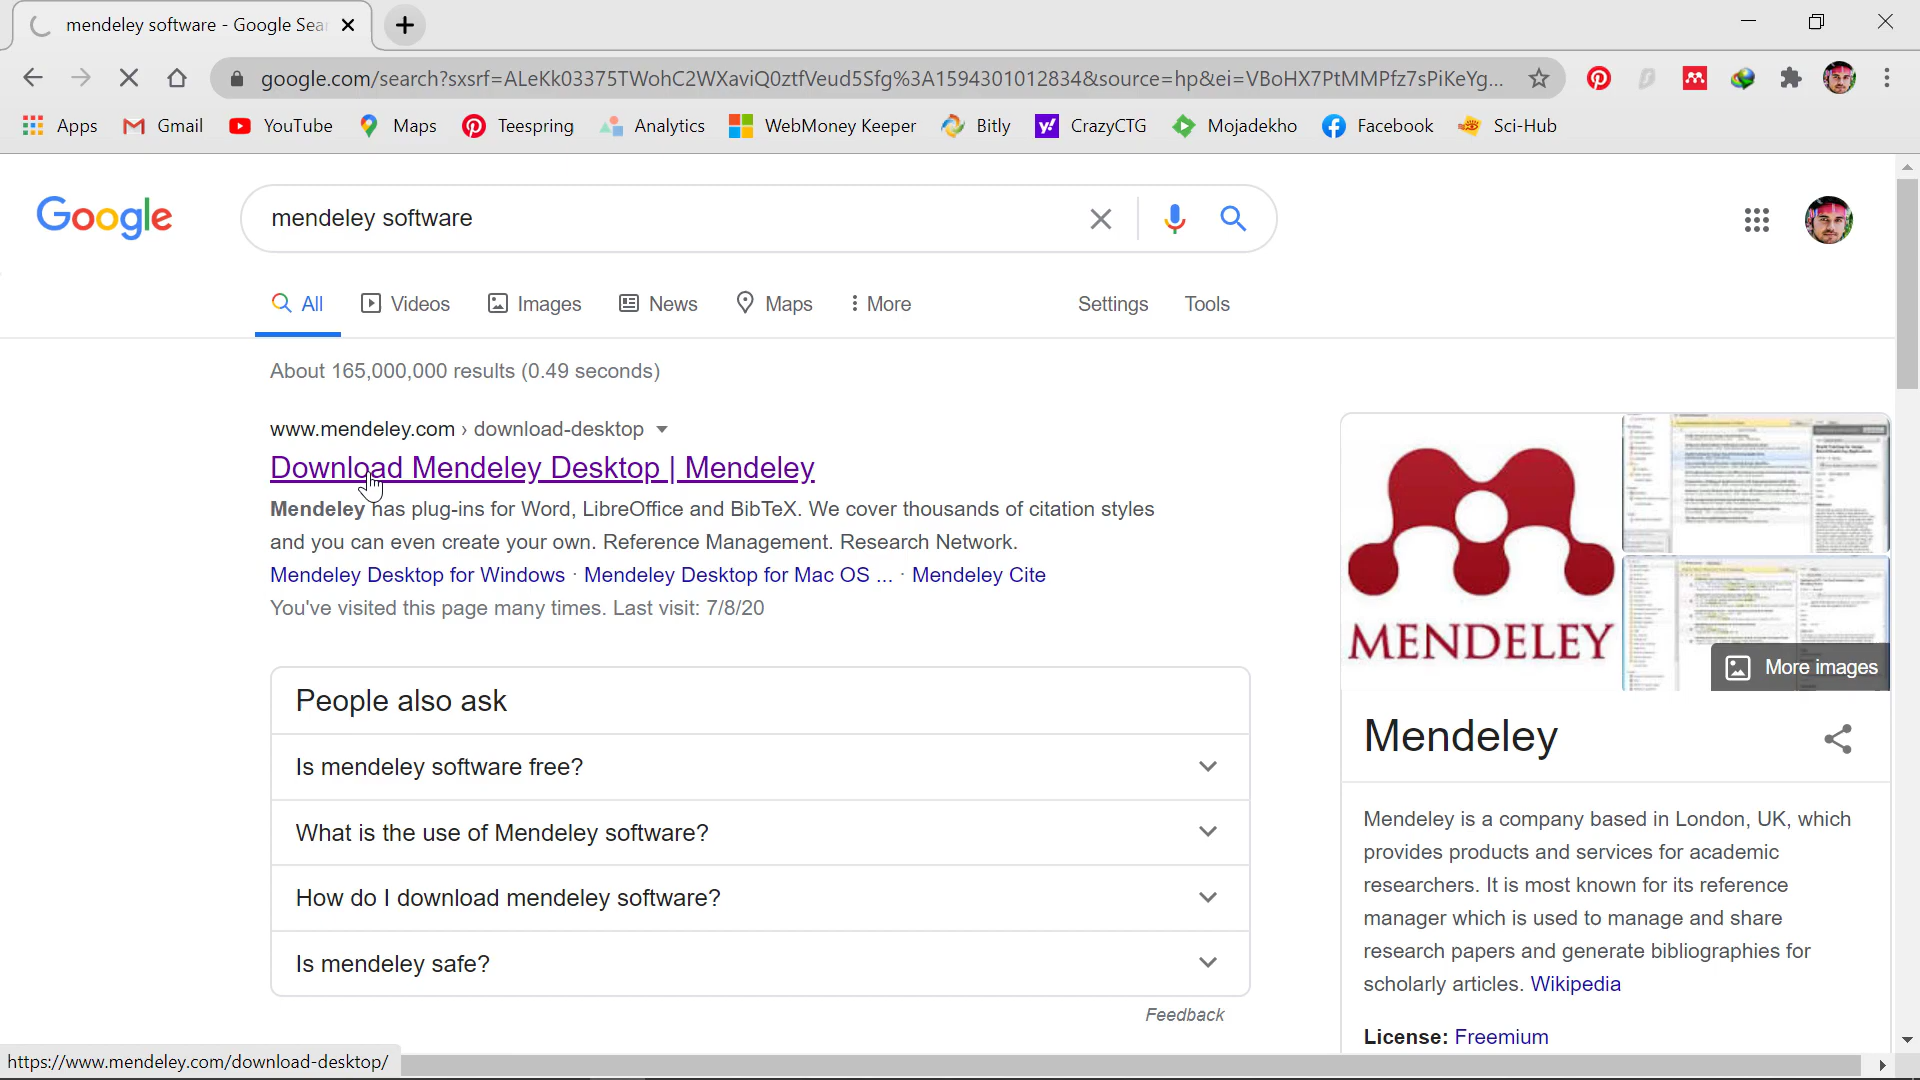 mendeley software - Google Sear
google.com/search?sxsrf=ALeKk03375TWohC2WXaviQ0ztfVeud5Sfg%3A1594301012834&source=hp&ei=VBoHX7PtMMPfz7sPiKeYg...
Apps Gmail YouTube Maps Teespring Analytics WebMoney Keeper Bitly CrazyCTG Mojadekho Facebook Sci-Hub
Google
mendeley software
All Videos Images News Maps More Settings Tools
About 165,000,000 results (0.49 seconds)
www.mendeley.com › download-desktop
Download Mendeley Desktop | Mendeley
Mendeley has plug-ins for Word, LibreOffice and BibTeX. We cover thousands of citation styles
and you can even create your own. Reference Management. Research Network.
Mendeley Desktop for Windows · Mendeley Desktop for Mac OS ... · Mendeley Cite
You've visited this page many times. Last visit: 7/8/20
People also ask
Is mendeley software free?
What is the use of Mendeley software?
How do I download mendeley software?
Is mendeley safe?
Feedback
MENDELEY
More images
Mendeley
Mendeley is a company based in London, UK, which
provides products and services for academic
researchers. It is most known for its reference
manager which is used to manage and share
research papers and generate bibliographies for
scholarly articles. Wikipedia
License: Freemium
https://www.mendeley.com/download-desktop/